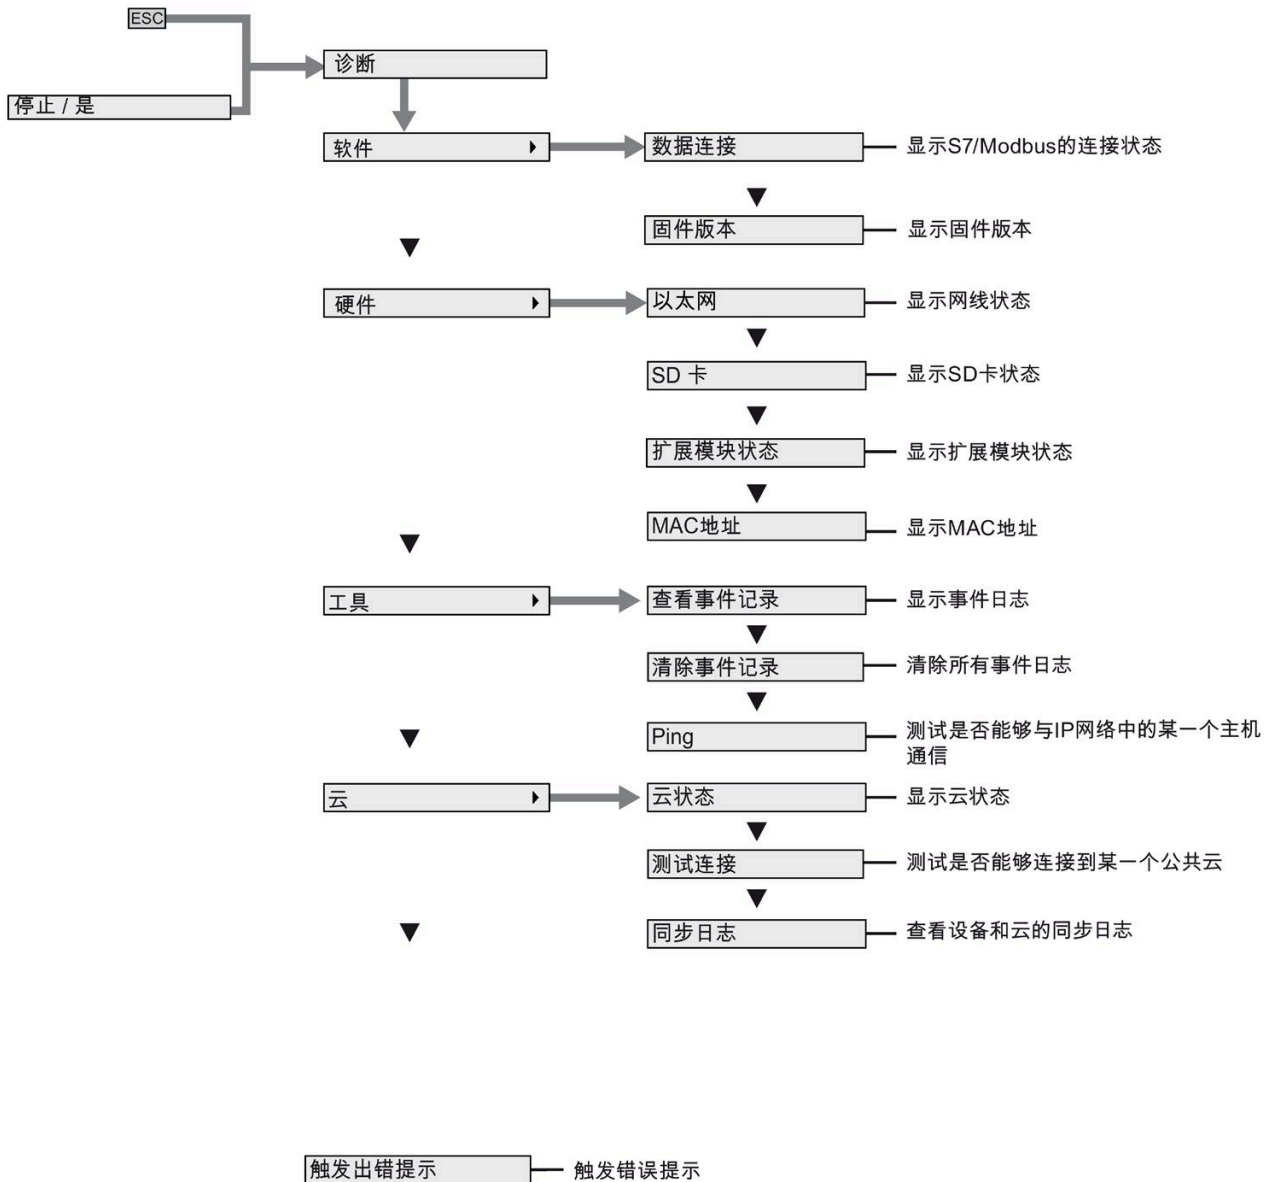 ESC
诊断
停止 / 是
软件
数据连接
显示S7/Modbus的连接状态
固件版本
显示固件版本
硬件
以太网
显示网线状态
SD 卡
显示SD卡状态
扩展模块状态
显示扩展模块状态
MAC地址
显示MAC地址
工具
查看事件记录
显示事件日志
清除事件记录
清除所有事件日志
Ping
测试是否能够与IP网络中的某一个主机
通信
云
云状态
显示云状态
测试连接
测试是否能够连接到某一个公共云
同步日志
查看设备和云的同步日志
触发出错提示
触发错误提示